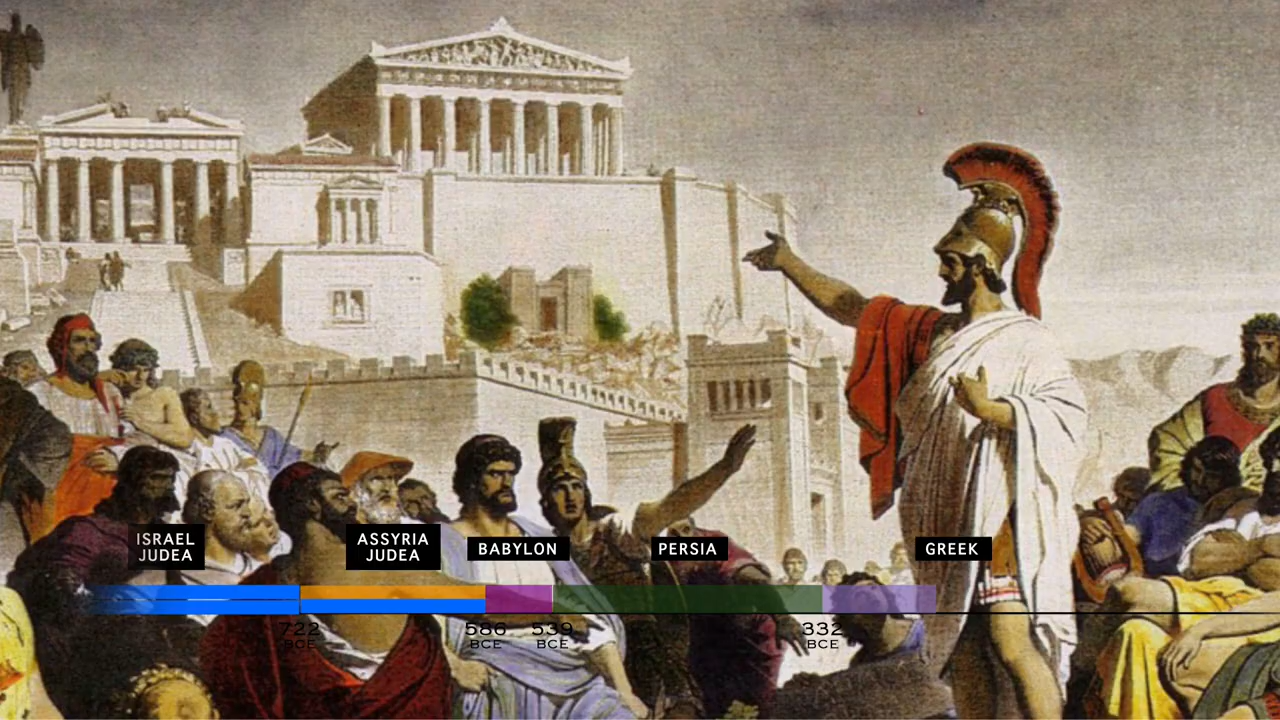 ISRAEL
JUDEA
ASSYRIA
JUDEA
BABYLON
PERSIA
GREEK
722
BCE
586
BCE
539
BCE
332
BCE